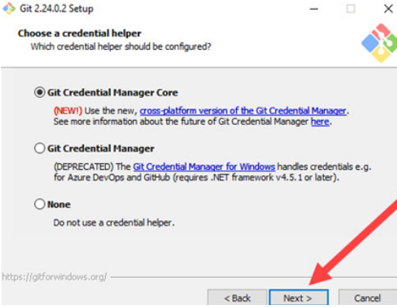 Git 2.24.0.2 Setup
Choose a credential helper
Which credential helper should be configured?
Git Credential Manager Core
(NEW!) Use the new, cross-platform version of the Git Credential Manager.
See more information about the future of Git Credential Manager here.
Git Credential Manager
(DEPRECATED) The Git Credential Manager for Windows handles credentials e.g.
for Azure DevOps and GitHub (requires .NET framework v4.5.1 or later).
None
Do not use a credential helper.
https://gitforwindows.org/
< Back Next > Cancel